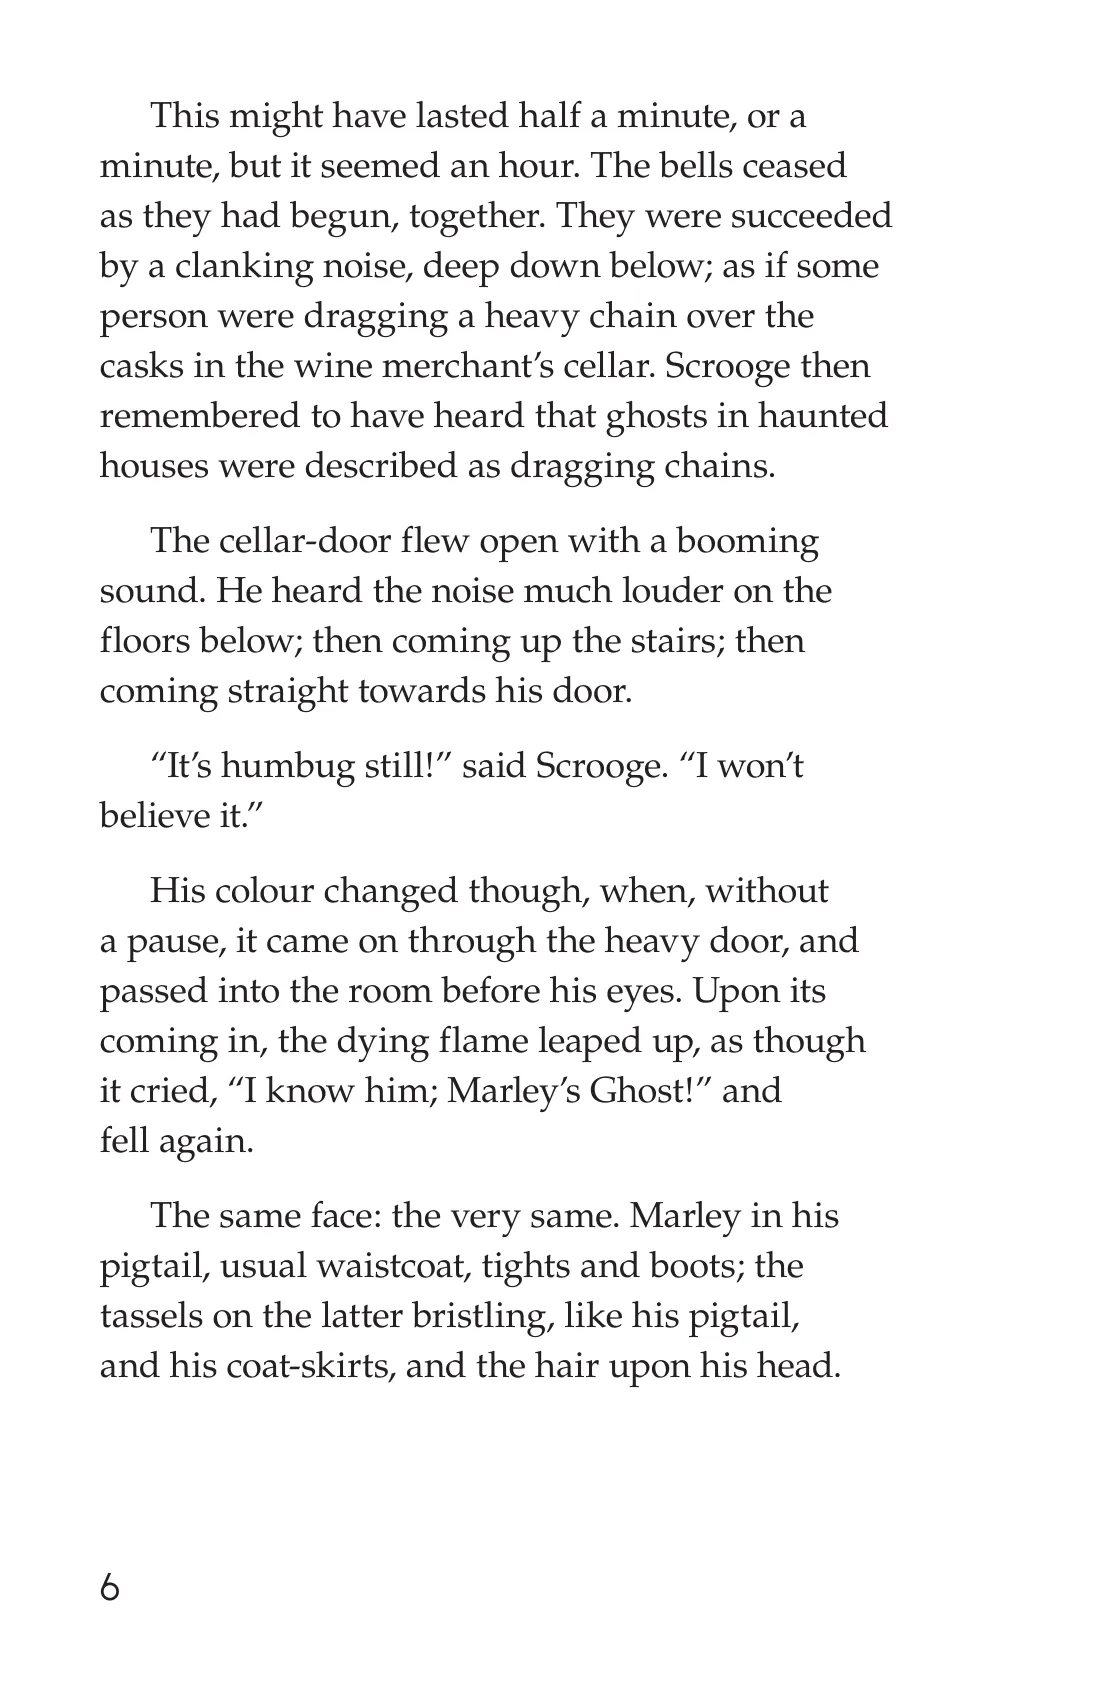 This might have lasted half a minute, or a
minute, but it seemed an hour. The bells ceased
as they had begun, together. They were succeeded
by a clanking noise, deep down below; as if some
person were dragging a heavy chain over the
casks in the wine merchant’s cellar. Scrooge then
remembered to have heard that ghosts in haunted
houses were described as dragging chains.
The cellar-door flew open with a booming
sound. He heard the noise much louder on the
floors below; then coming up the stairs; then
coming straight towards his door.
“It’s humbug still!” said Scrooge. “I won’t
believe it.”
His colour changed though, when, without
a pause, it came on through the heavy door, and
passed into the room before his eyes. Upon its
coming in, the dying flame leaped up, as though
it cried, “I know him; Marley’s Ghost!” and
fell again.
The same face: the very same. Marley in his
pigtail, usual waistcoat, tights and boots; the
tassels on the latter bristling, like his pigtail,
and his coat-skirts, and the hair upon his head.
6